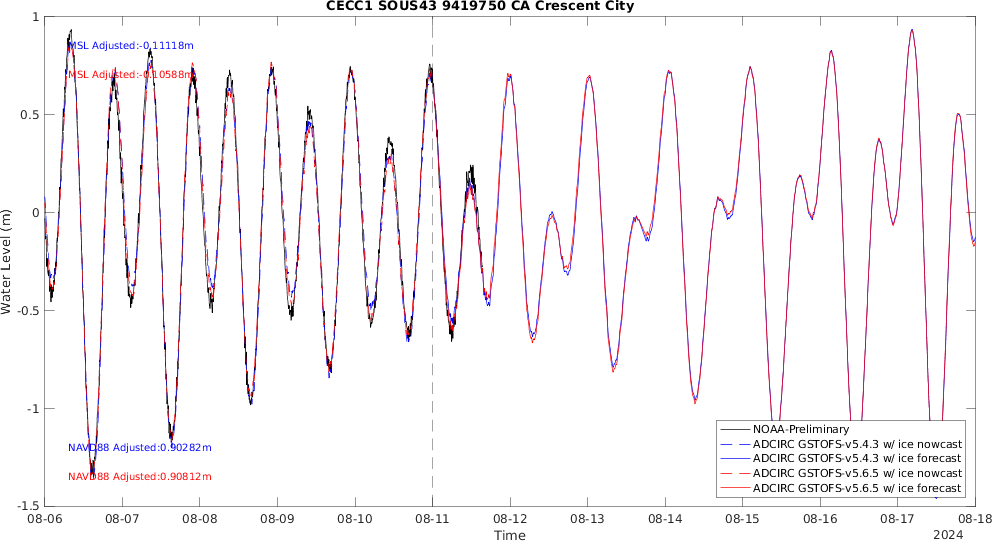 CECC1 SOUS43 9419750 CA Crescent City
Water Level (m)
1
0.5
0
-0.5
-1
-1.5
MSL Adjusted:-0.11118m
MSL Adjusted:-0.10588m
NAVD88 Adjusted:0.90282m
NAVD88 Adjusted:0.90812m
NOAA-Preliminary
ADCIRC GSTOFS-v5.4.3 w/ ice nowcast
ADCIRC GSTOFS-v5.4.3 w/ ice forecast
ADCIRC GSTOFS-v5.6.5 w/ ice nowcast
ADCIRC GSTOFS-v5.6.5 w/ ice forecast
08-06 08-07 08-08 08-09 08-10 08-11 08-12 08-13 08-14 08-15 08-16 08-17 08-18
Time
2024